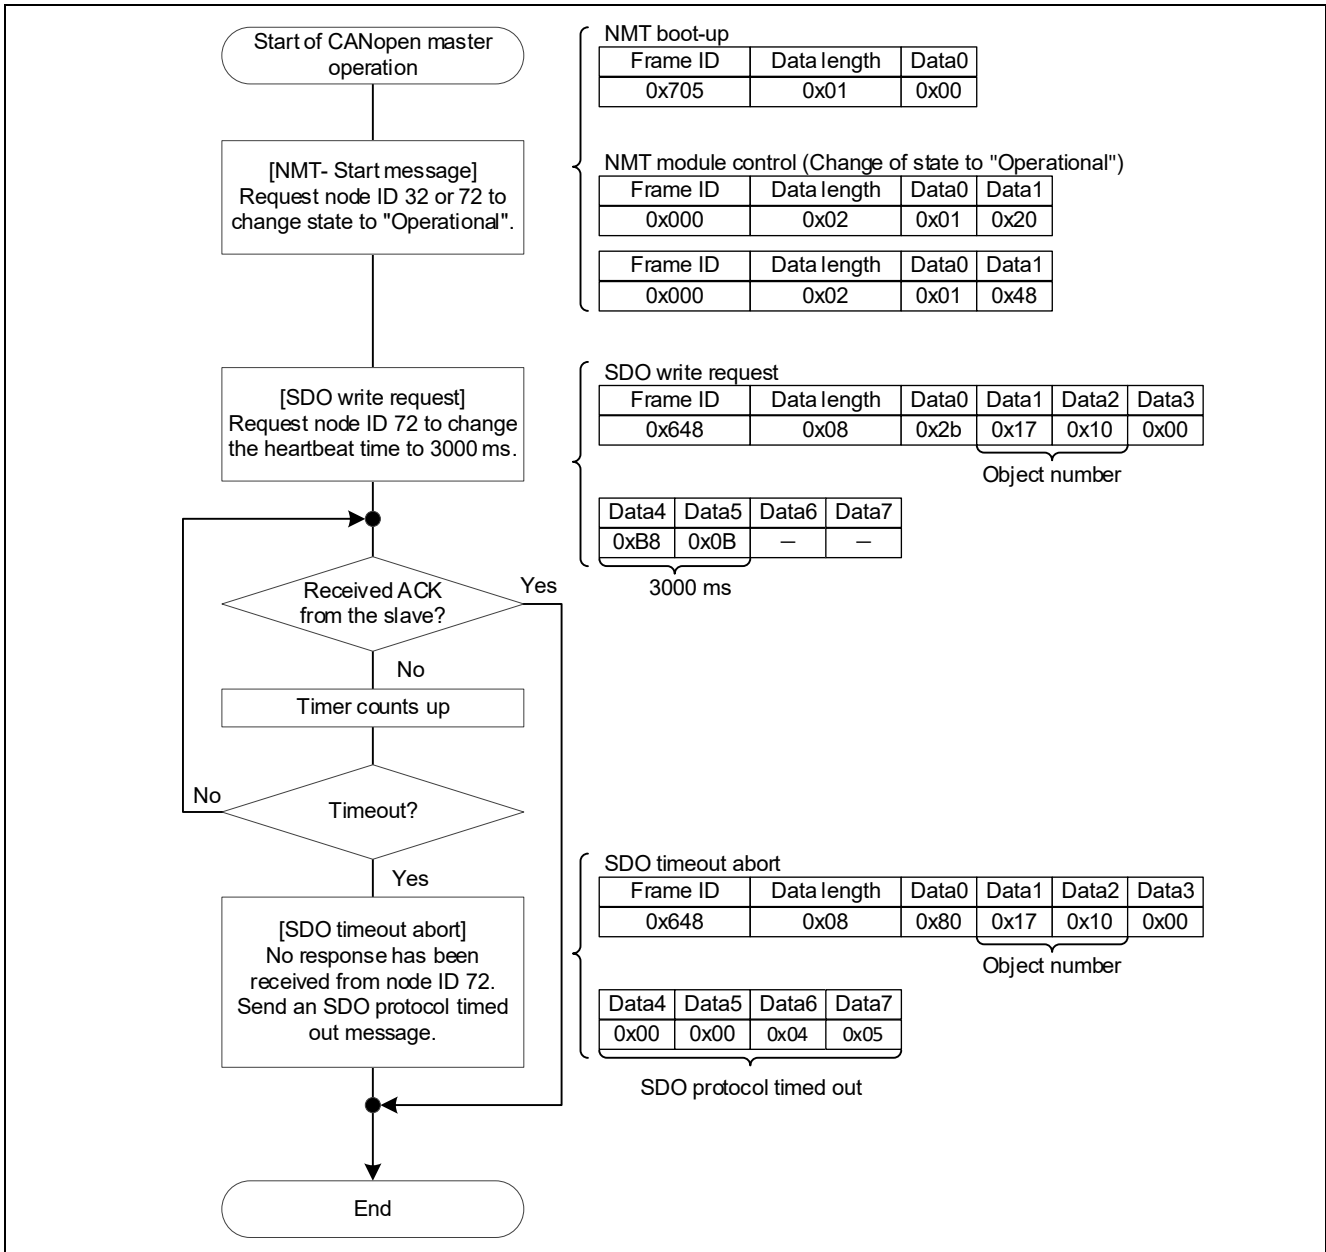 Start of CANopen master
operation
[NMT- Start message]
Request node ID 32 or 72 to
change state to "Operational".
NMT boot-up
Frame ID Data length Data0
0x705 0x01 0x00
NMT module control (Change of state to "Operational")
Frame ID Data length Data0 Data1
0x000 0x02 0x01 0x20
Frame ID Data length Data0 Data1
0x000 0x02 0x01 0x48
[SDO write request]
Request node ID 72 to change
the heartbeat time to 3000 ms.
SDO write request
Frame ID Data length Data0 Data1 Data2 Data3
0x648 0x08 0x2b 0x17 0x10 0x00
Object number
Data4 Data5 Data6 Data7
0xB8 0x0B – –
3000 ms
Received ACK
from the slave?
Yes
No
Timer counts up
Timeout?
No
Yes
[SDO timeout abort]
No response has been
received from node ID 72.
Send an SDO protocol timed
out message.
SDO timeout abort
Frame ID Data length Data0 Data1 Data2 Data3
0x648 0x08 0x80 0x17 0x10 0x00
Object number
Data4 Data5 Data6 Data7
0x00 0x00 0x04 0x05
SDO protocol timed out
End